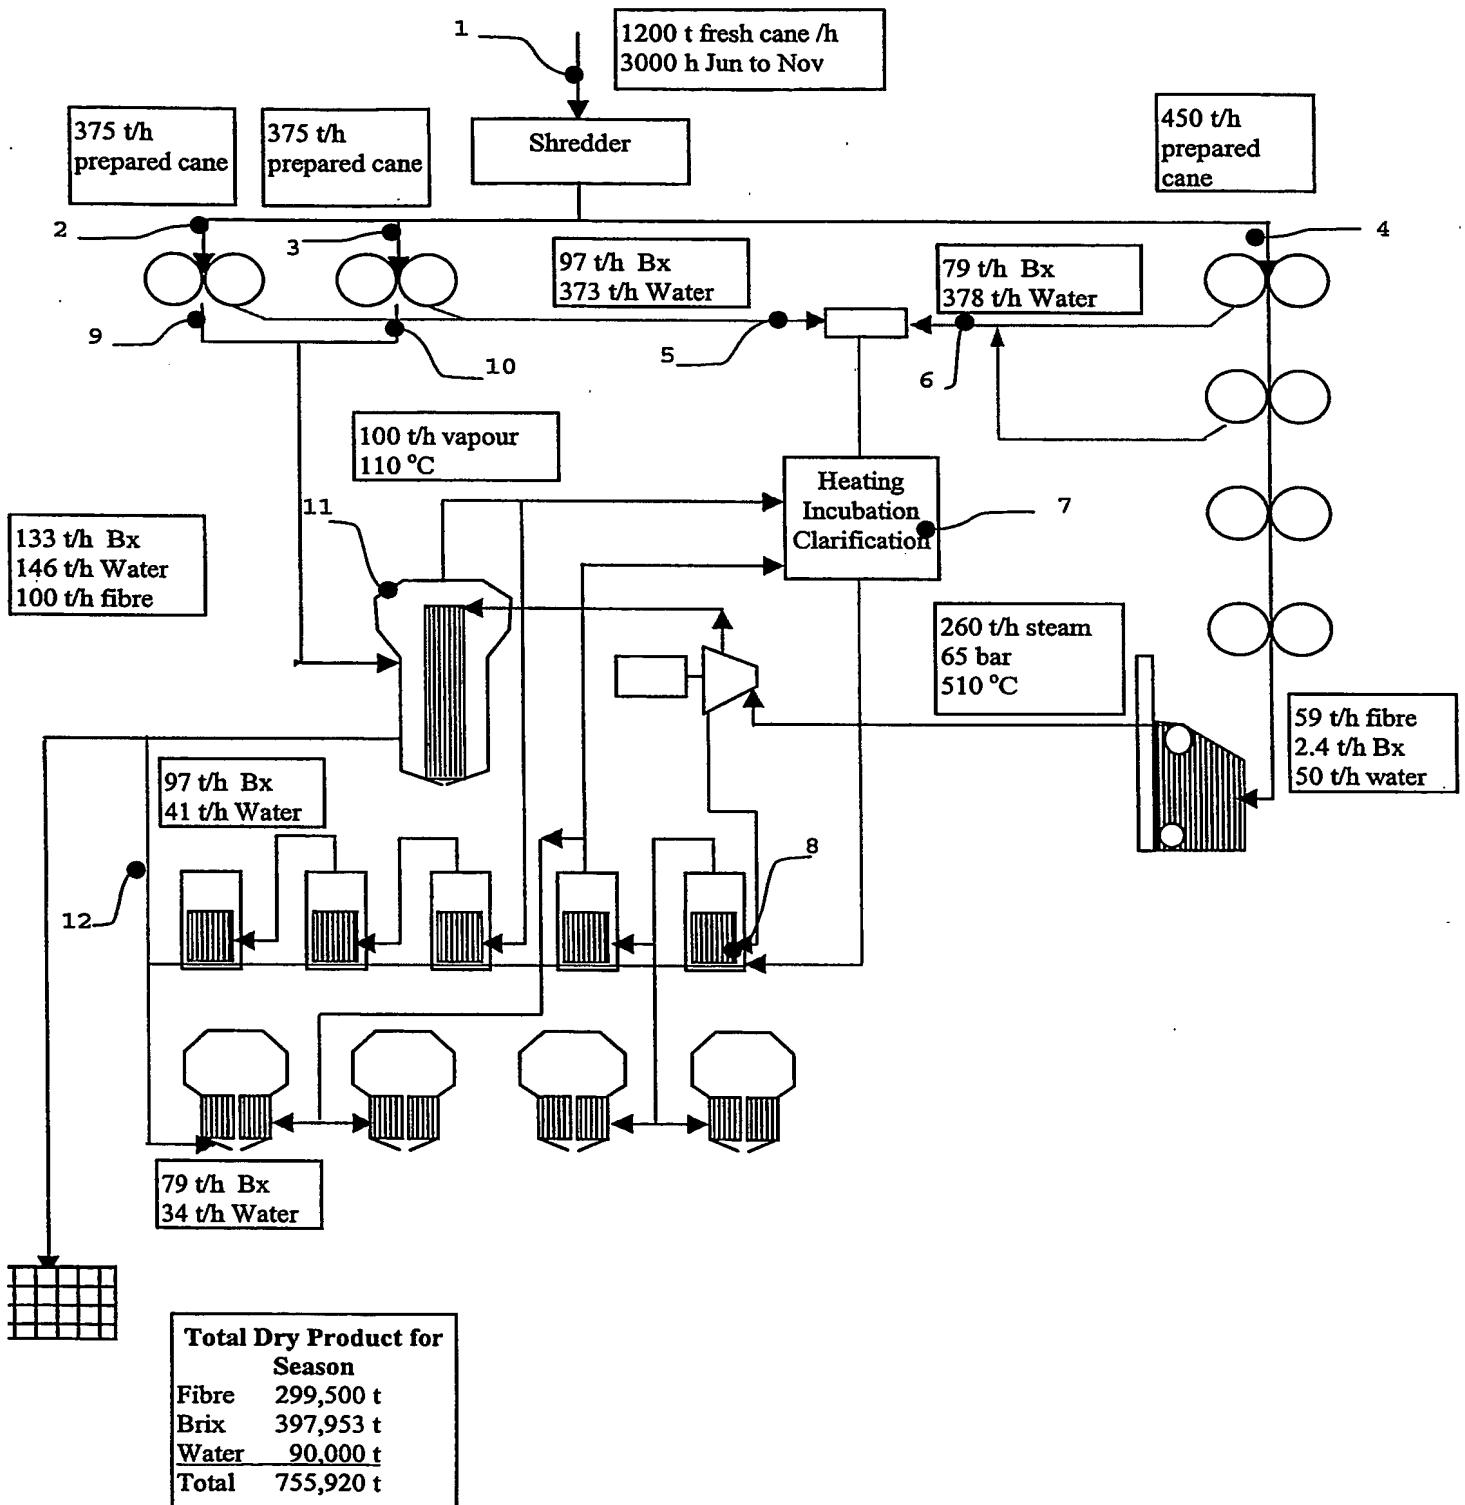 1
1200 t fresh cane /h
3000 h Jun to Nov
375 t/h
prepared cane
375 t/h
prepared cane
Shredder
450 t/h
prepared
cane
2
3
4
97 t/h Bx
373 t/h Water
79 t/h Bx
378 t/h Water
9
10
5
6
100 t/h vapour
110 °C
11
Heating
Incubation
Clarification
7
133 t/h Bx
146 t/h Water
100 t/h fibre
260 t/h steam
65 bar
510 °C
59 t/h fibre
2.4 t/h Bx
50 t/h water
97 t/h Bx
41 t/h Water
8
12
79 t/h Bx
34 t/h Water
Total Dry Product for
Season
Fibre 299,500 t
Brix 397,953 t
Water 90,000 t
Total 755,920 t